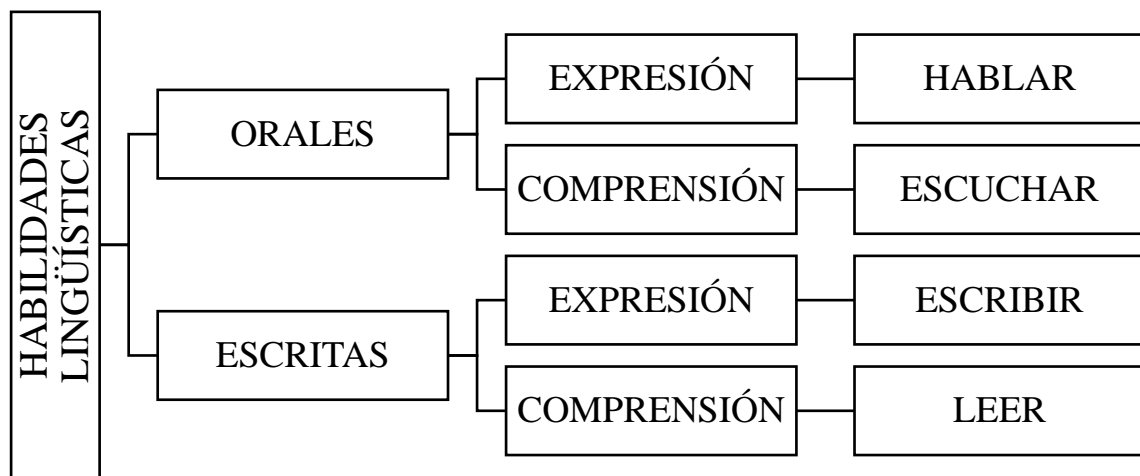 HABILIDADES
LINGÜÍSTICAS
ORALES
EXPRESIÓN
HABLAR
COMPRENSIÓN
ESCUCHAR
ESCRITAS
EXPRESIÓN
ESCRIBIR
COMPRENSIÓN
LEER